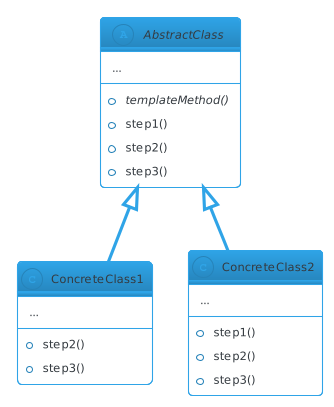 A AbstractClass
...
templateMethod()
step1()
step2()
step3()
C ConcreteClass1
...
step2()
step3()
C ConcreteClass2
...
step1()
step2()
step3()